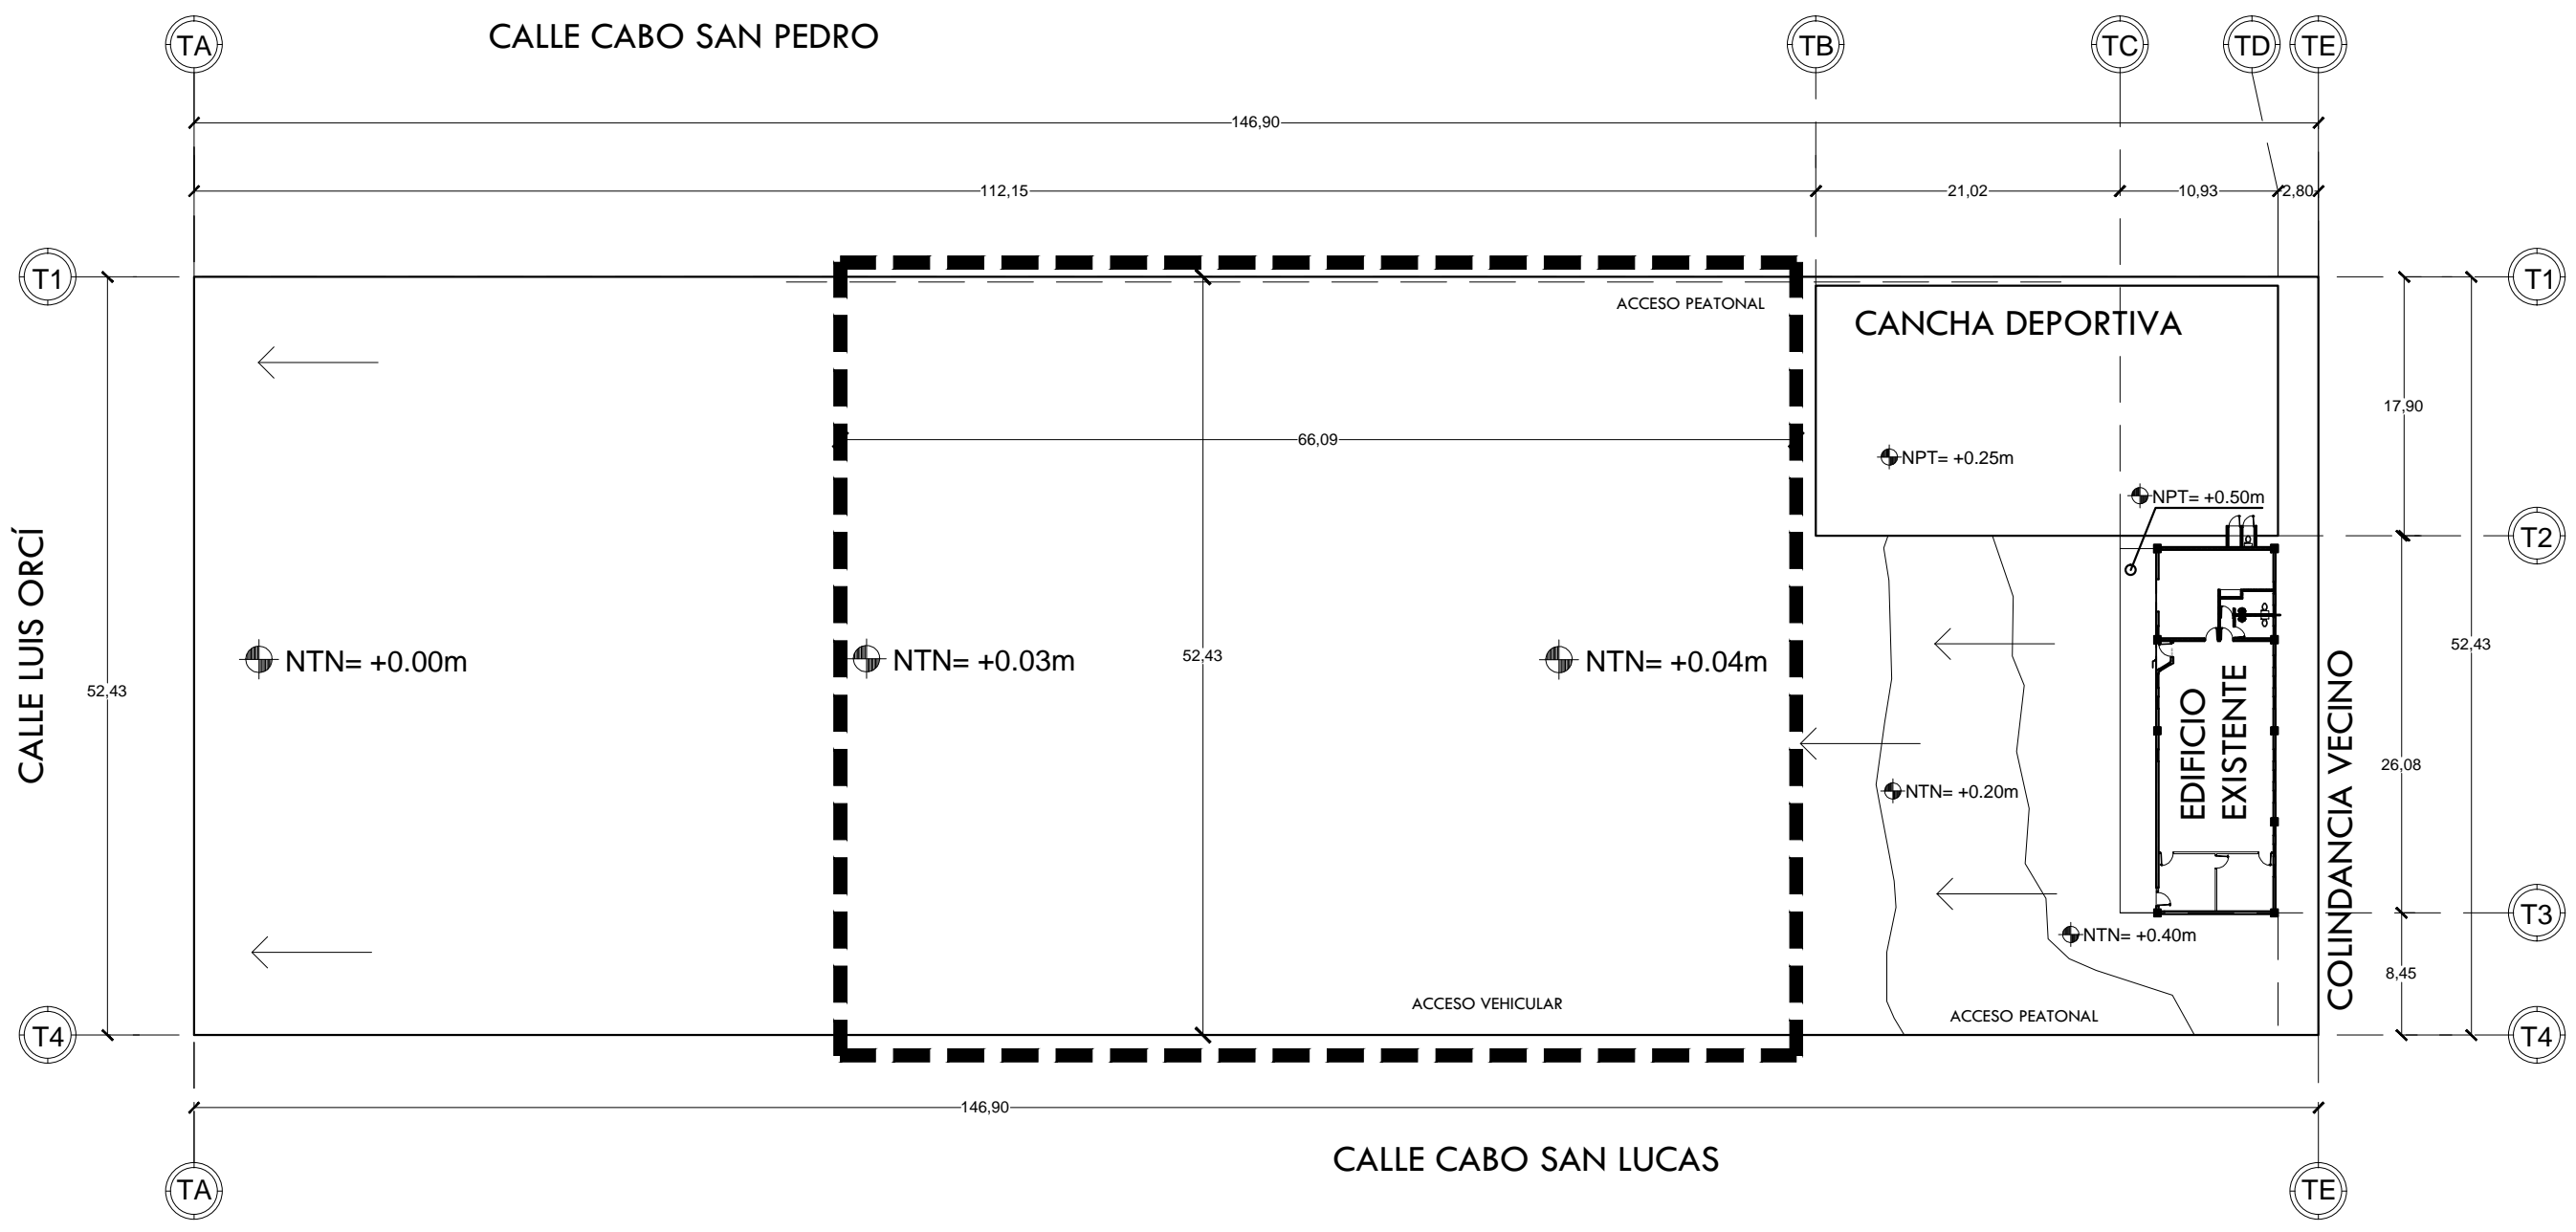 CALLE CABO SAN PEDRO
TA
TB
TC
TD
TE
146,90
112,15
21,02
10,93
2,80
T1
T1
ACCESO PEATONAL
CANCHA DEPORTIVA
17,90
66,09
NPT= +0.25m
NPT= +0.50m
T2
CALLE LUIS ORCÍ
52,43
NTN= +0.00m
NTN= +0.03m
52,43
NTN= +0.04m
NTN= +0.20m
EDIFICIO
EXISTENTE
COLINDANCIA VECINO
26,08
52,43
T3
NTN= +0.40m
8,45
ACCESO VEHICULAR
ACCESO PEATONAL
T4
T4
146,90
CALLE CABO SAN LUCAS
TA
TE